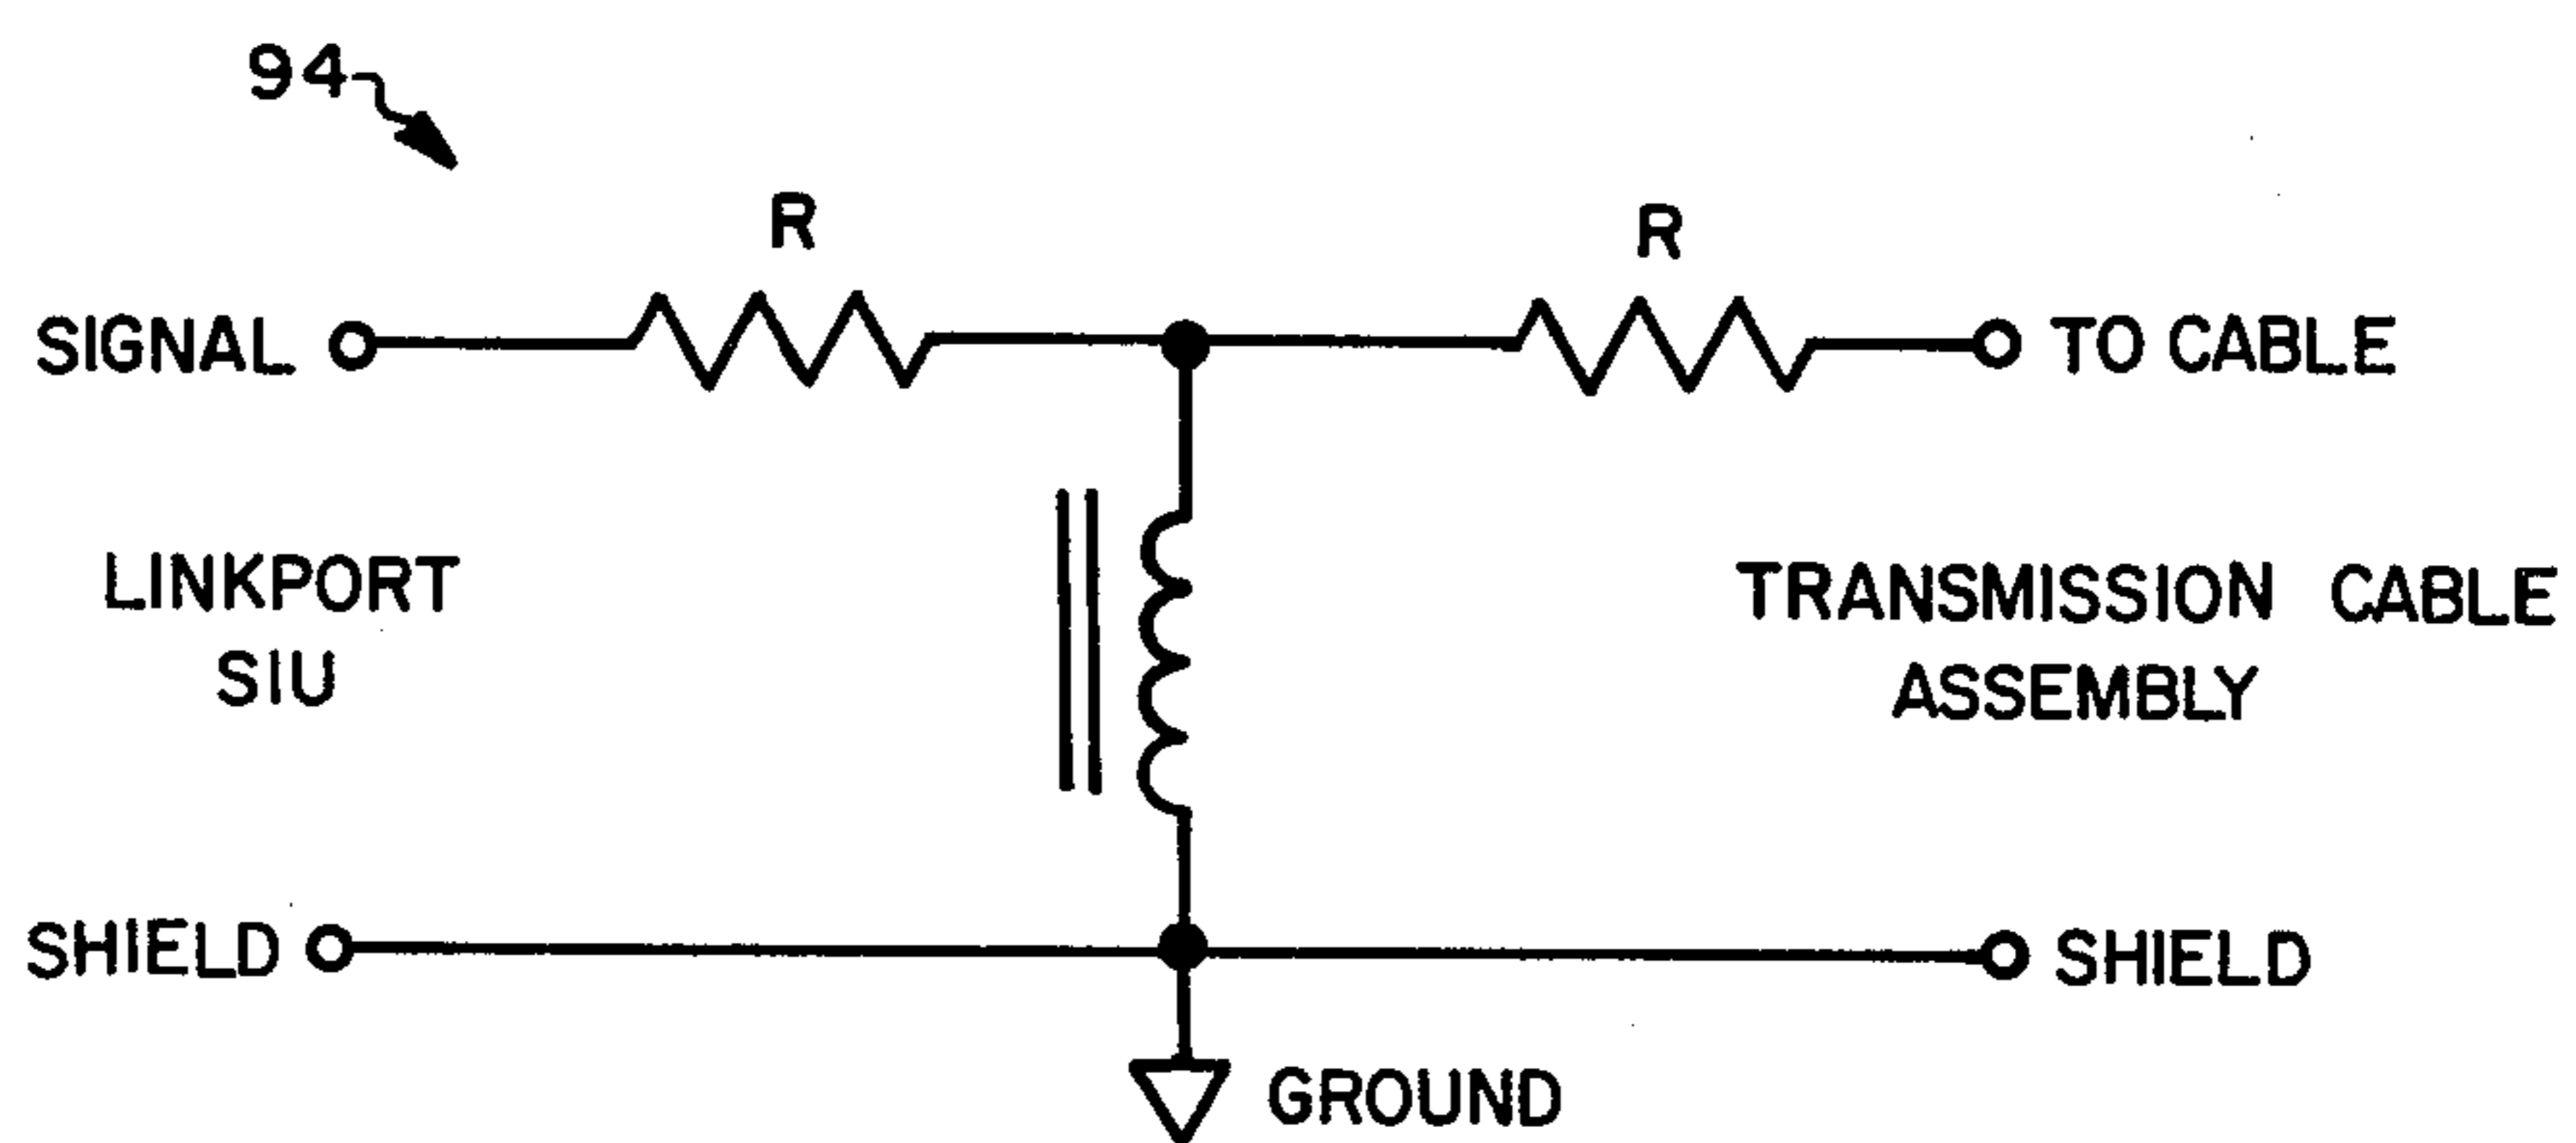 94
R
R
SIGNAL
TO CABLE
LINKPORT
SIU
TRANSMISSION CABLE
ASSEMBLY
SHIELD
SHIELD
GROUND